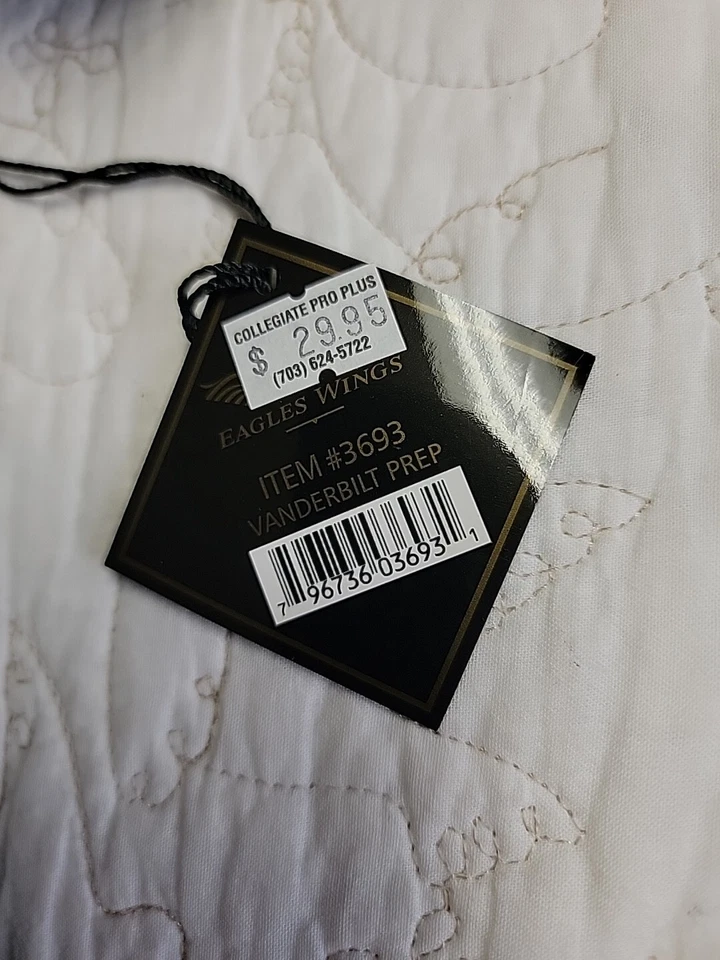 COLLEGIATE PRO PLUS
$ 29.95
(703) 624-5722
EAGLES WINGS
ITEM #3693
VANDERBILT PREP
7 96736 03693 1